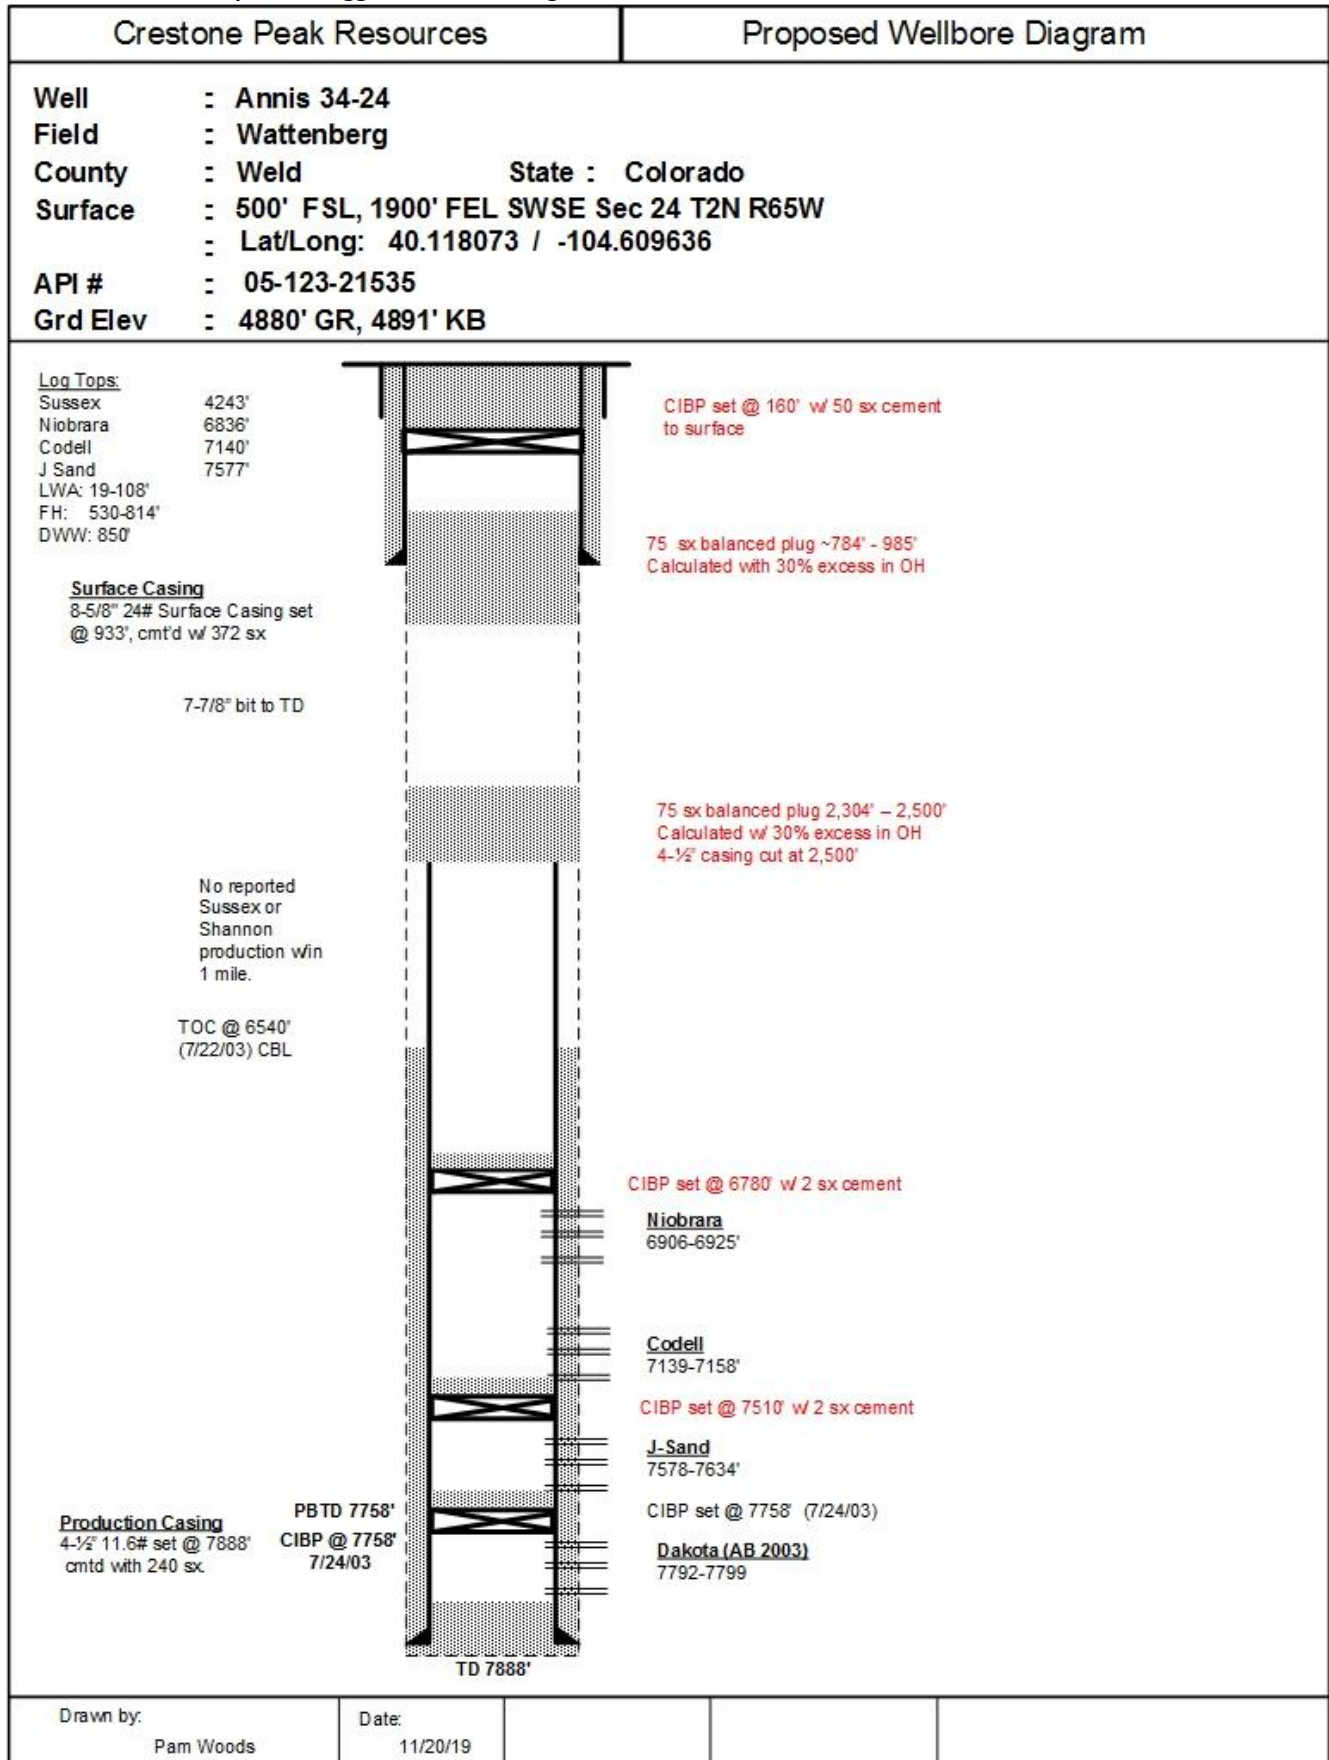 Crestone Peak Resources
Proposed Wellbore Diagram
Well : Annis 34-24
Field : Wattenberg
County : Weld State : Colorado
Surface : 500' FSL, 1900' FEL SWSE Sec 24 T2N R65W
: Lat/Long: 40.118073 / -104.609636
API # : 05-123-21535
Grd Elev : 4880' GR, 4891' KB
Log Tops:
Sussex 4243'
Niobrara 6836'
Codell 7140'
J Sand 7577'
LWA: 19-108'
FH: 530-814'
DWW: 850'
CIBP set @ 160' w/ 50 sx cement
to surface
75 sx balanced plug ~784' - 985'
Calculated with 30% excess in OH
Surface Casing
8-5/8" 24# Surface Casing set
@ 933', cmt'd w/ 372 sx
7-7/8" bit to TD
75 sx balanced plug 2,304' – 2,500'
Calculated w/ 30% excess in OH
4-½" casing cut at 2,500'
No reported
Sussex or
Shannon
production w/in
1 mile.
TOC @ 6540'
(7/22/03) CBL
CIBP set @ 6780' w/ 2 sx cement
Niobrara
6906-6925'
Codell
7139-7158'
CIBP set @ 7510' w/ 2 sx cement
J-Sand
7578-7634'
PBTD 7758'
CIBP @ 7758'
7/24/03
CIBP set @ 7758' (7/24/03)
Production Casing
4-½" 11.6# set @ 7888'
cmtd with 240 sx.
Dakota (AB 2003)
7792-7799
TD 7888'
Drawn by:
Pam Woods
Date:
11/20/19